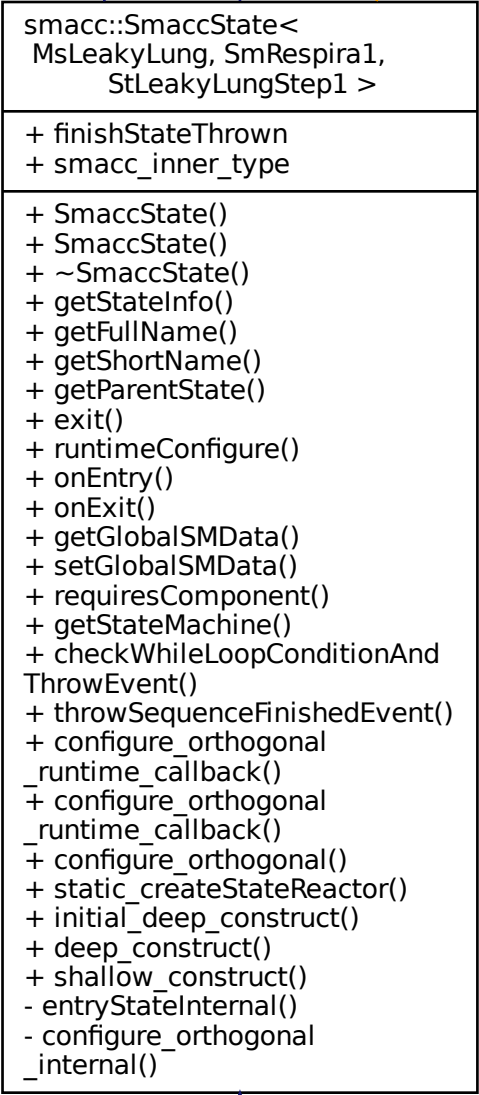 smacc::SmaccState<
MsLeakyLung, SmRespira1,
StLeakyLungStep1 >
+ finishStateThrown
+ smacc_inner_type
+ SmaccState()
+ SmaccState()
+ ~SmaccState()
+ getStateInfo()
+ getFullName()
+ getShortName()
+ getParentState()
+ exit()
+ runtimeConfigure()
+ onEntry()
+ onExit()
+ getGlobalSMData()
+ setGlobalSMData()
+ requiresComponent()
+ getStateMachine()
+ checkWhileLoopConditionAnd
ThrowEvent()
+ throwSequenceFinishedEvent()
+ configure_orthogonal
_runtime_callback()
+ configure_orthogonal
_runtime_callback()
+ configure_orthogonal()
+ static_createStateReactor()
+ initial_deep_construct()
+ deep_construct()
+ shallow_construct()
- entryStateInternal()
- configure_orthogonal
_internal()